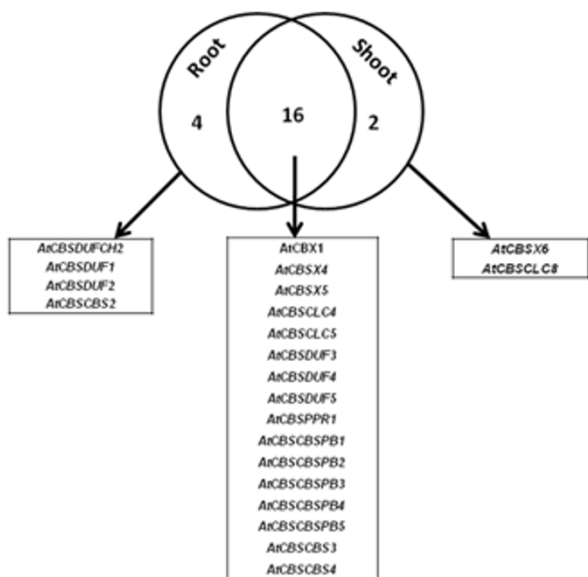 Root
Shoot
4
16
2
AtCBSDUFCH2
AtCBSDUF1
AtCBSDUF2
AtCBSCBS2
AtCBX1
AtCBSX4
AtCBSX5
AtCBSCLC4
AtCBSCLC5
AtCBSDUF3
AtCBSDUF4
AtCBSDUF5
AtCBSPPR1
AtCBSCBSPB1
AtCBSCBSPB2
AtCBSCBSPB3
AtCBSCBSPB4
AtCBSCBSPB5
AtCBSCBS3
AtCBSCBS4
AtCBSX6
AtCBSCLC8